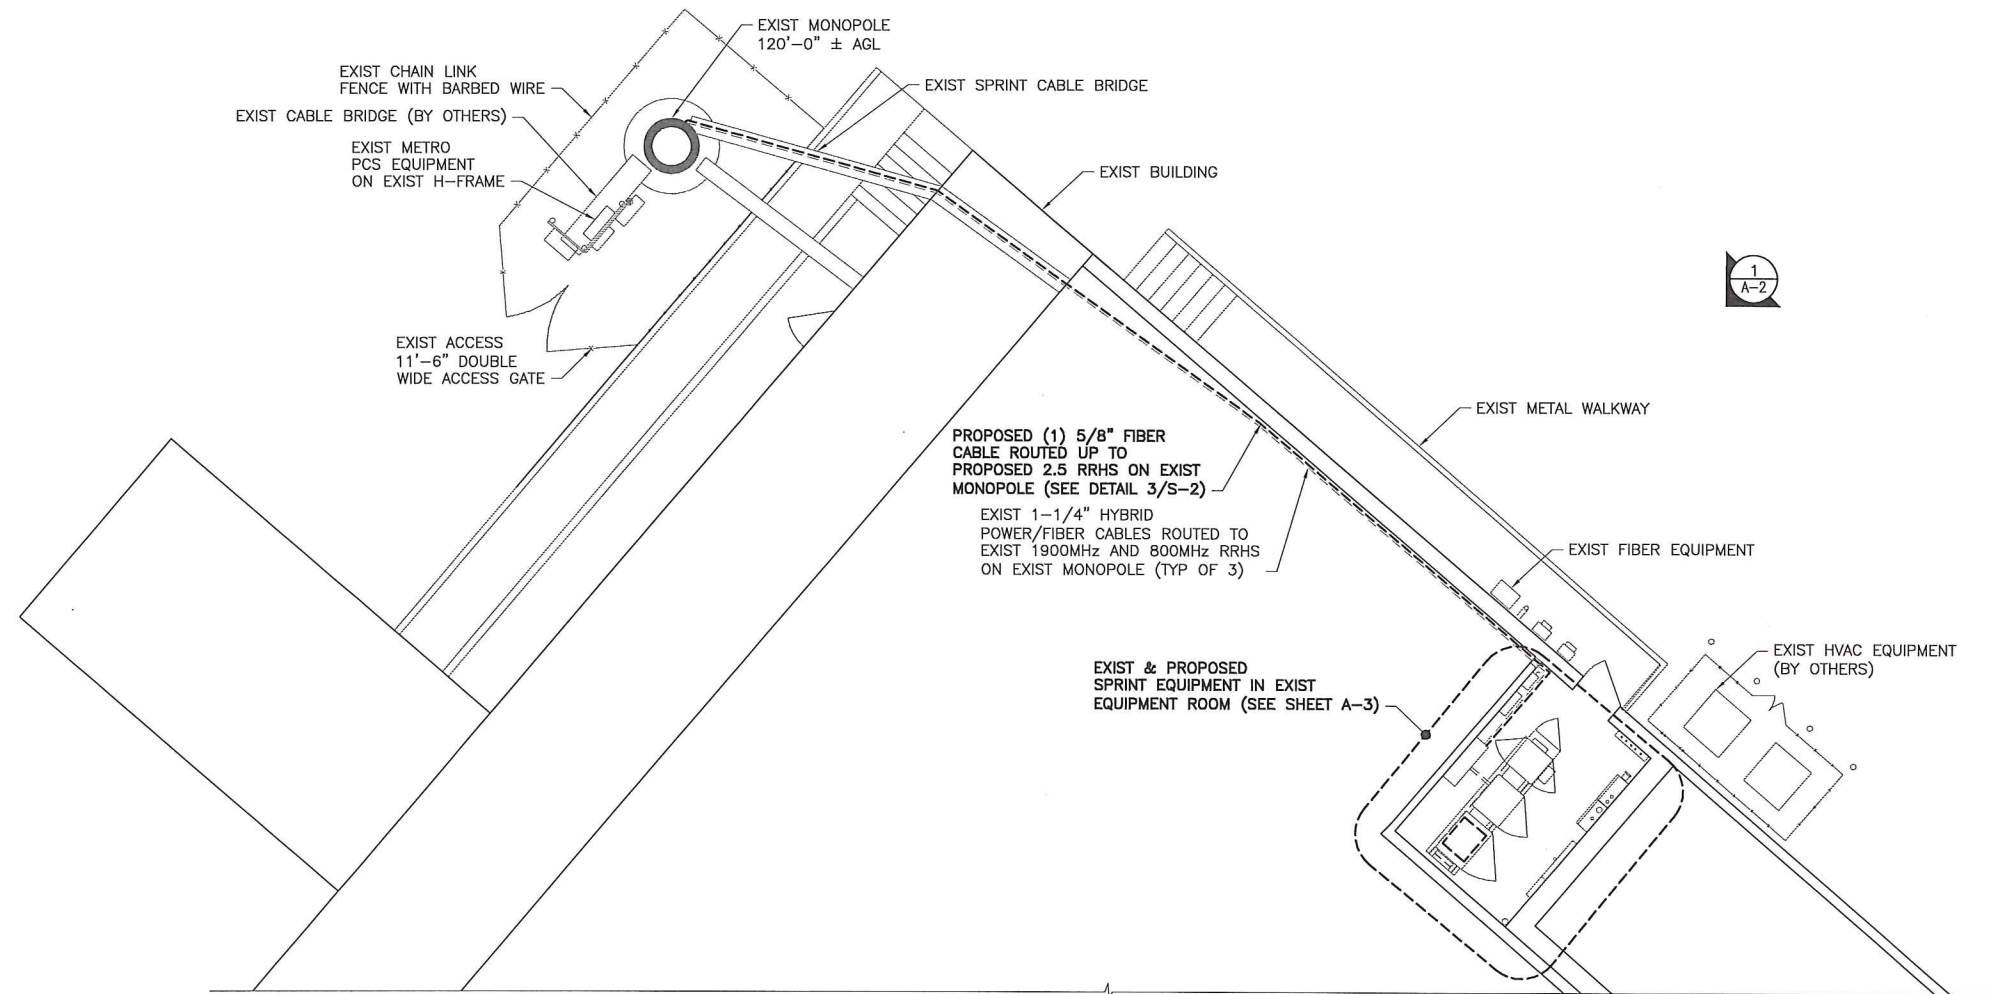 EXIST MONOPOLE
120'-0" ± AGL
EXIST CHAIN LINK
FENCE WITH BARBED WIRE
EXIST SPRINT CABLE BRIDGE
EXIST CABLE BRIDGE (BY OTHERS)
EXIST METRO
PCS EQUIPMENT
ON EXIST H-FRAME
EXIST BUILDING
1
A-2
EXIST ACCESS
11'-6" DOUBLE
WIDE ACCESS GATE
EXIST METAL WALKWAY
PROPOSED (1) 5/8" FIBER
CABLE ROUTED UP TO
PROPOSED 2.5 RRHS ON EXIST
MONOPOLE (SEE DETAIL 3/S-2)
EXIST 1-1/4" HYBRID
POWER/FIBER CABLES ROUTED TO
EXIST 1900MHz AND 800MHz RRHS
ON EXIST MONOPOLE (TYP OF 3)
EXIST FIBER EQUIPMENT
EXIST HVAC EQUIPMENT
(BY OTHERS)
EXIST & PROPOSED
SPRINT EQUIPMENT IN EXIST
EQUIPMENT ROOM (SEE SHEET A-3)